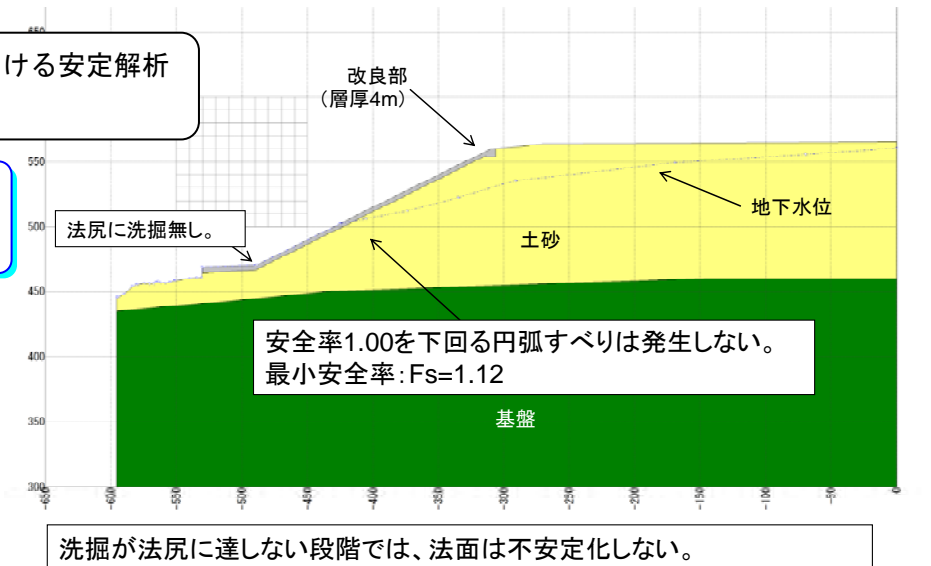 ける安定解析
改良部
（層厚4m）
650
550
500
450
400
350
300
法尻に洗掘無し。
地下水位
土砂
安全率1.00を下回る円弧すべりは発生しない。
最小安全率：Fs=1.12
基盤
-650
-600
-550
-500
-450
-400
-350
-300
-250
-200
-150
-100
-50
0
洗掘が法尻に達しない段階では、法面は不安定化しない。